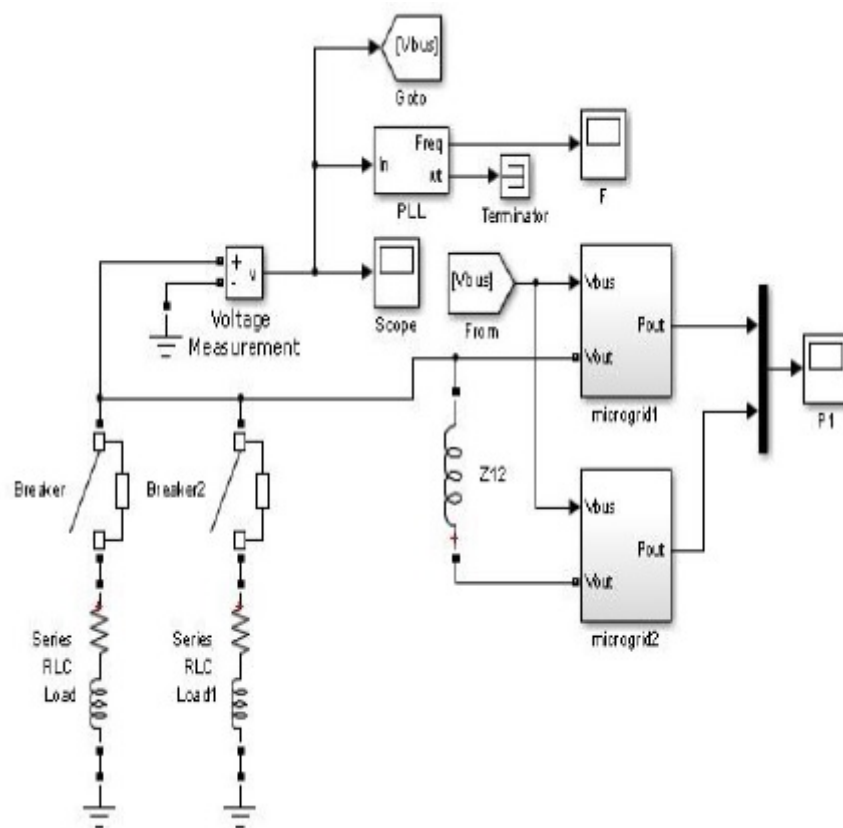 [Vbus]
Goto
Freq
In
wt
PLL
Terminator
F
+
-
v
Voltage
Measurement
Scope
[Vbus]
From
Vbus
Pout
Vout
microgrid1
P1
Breaker
Breaker2
Z12
Vbus
Pout
Vout
microgrid2
Series
RLC
Load
Series
RLC
Load1